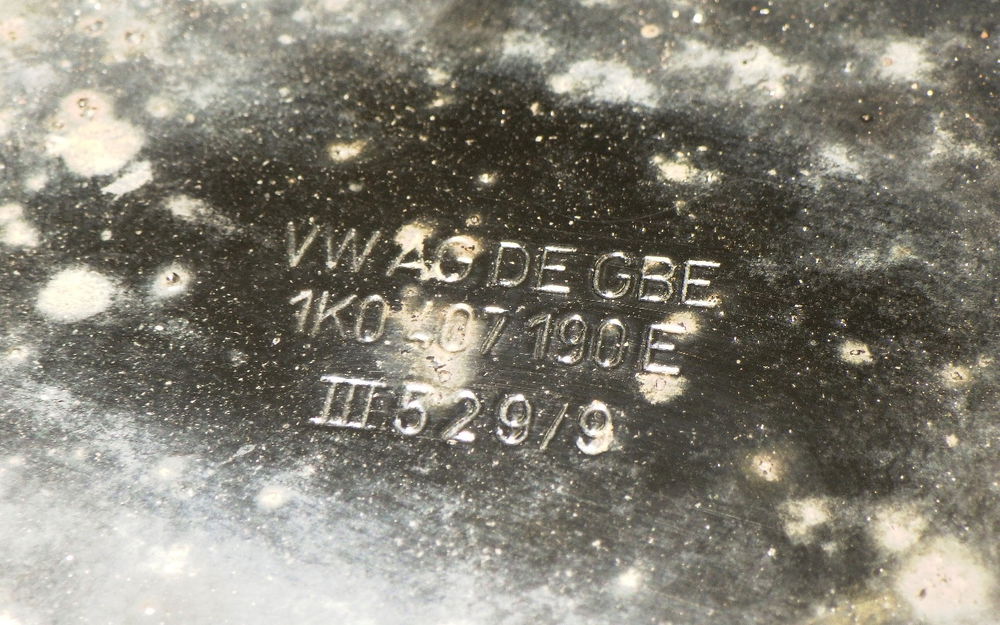 VW AG DE GBE
1K0 407 190 E
III 529/9